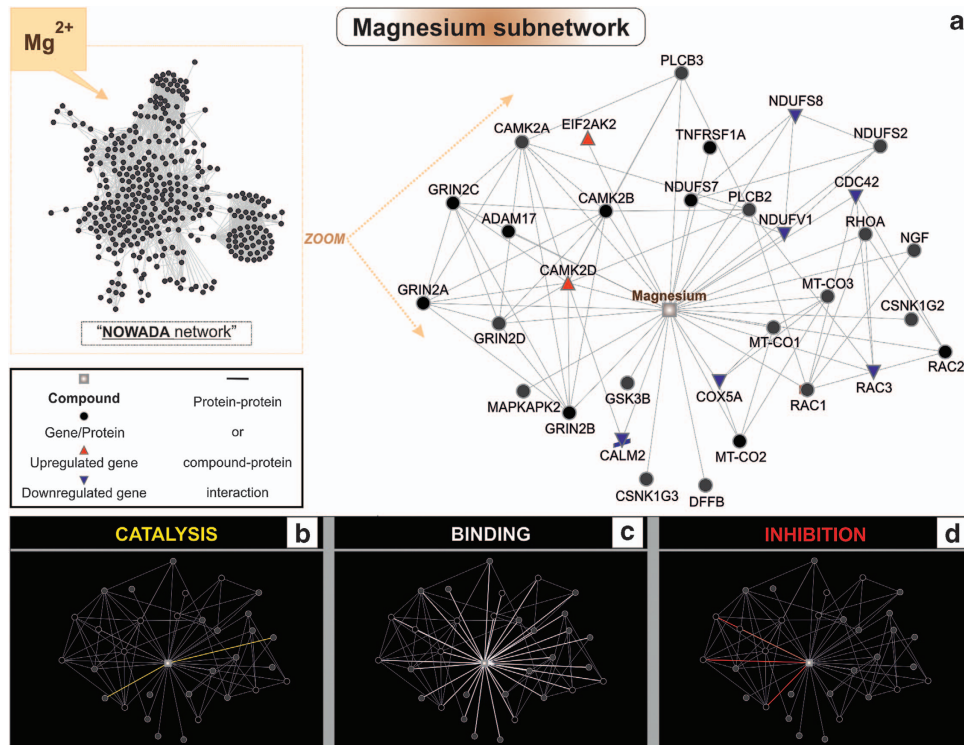 Magnesium subnetwork
a
Mg2+
"NOWADA network"
ZOOM
PLCB3
NDUFS8
EIF2AK2
CAMK2A
TNFRSF1A
NDUFS2
GRIN2C
CAMK2B
NDUFS7
PLCB2
CDC42
ADAM17
NDUFV1
RHOA
NGF
CAMK2D
GRIN2A
Magnesium
MT-CO3
GRIN2D
CSNK1G2
MT-CO1
RAC2
MAPKAPK2
GSK3B
COX5A
RAC1
RAC3
GRIN2B
CALM2
MT-CO2
CSNK1G3
DFFB
Compound
Gene/Protein
Upregulated gene
Downregulated gene
Protein-protein
or
compound-protein
interaction
CATALYSIS
b
BINDING
c
INHIBITION
d